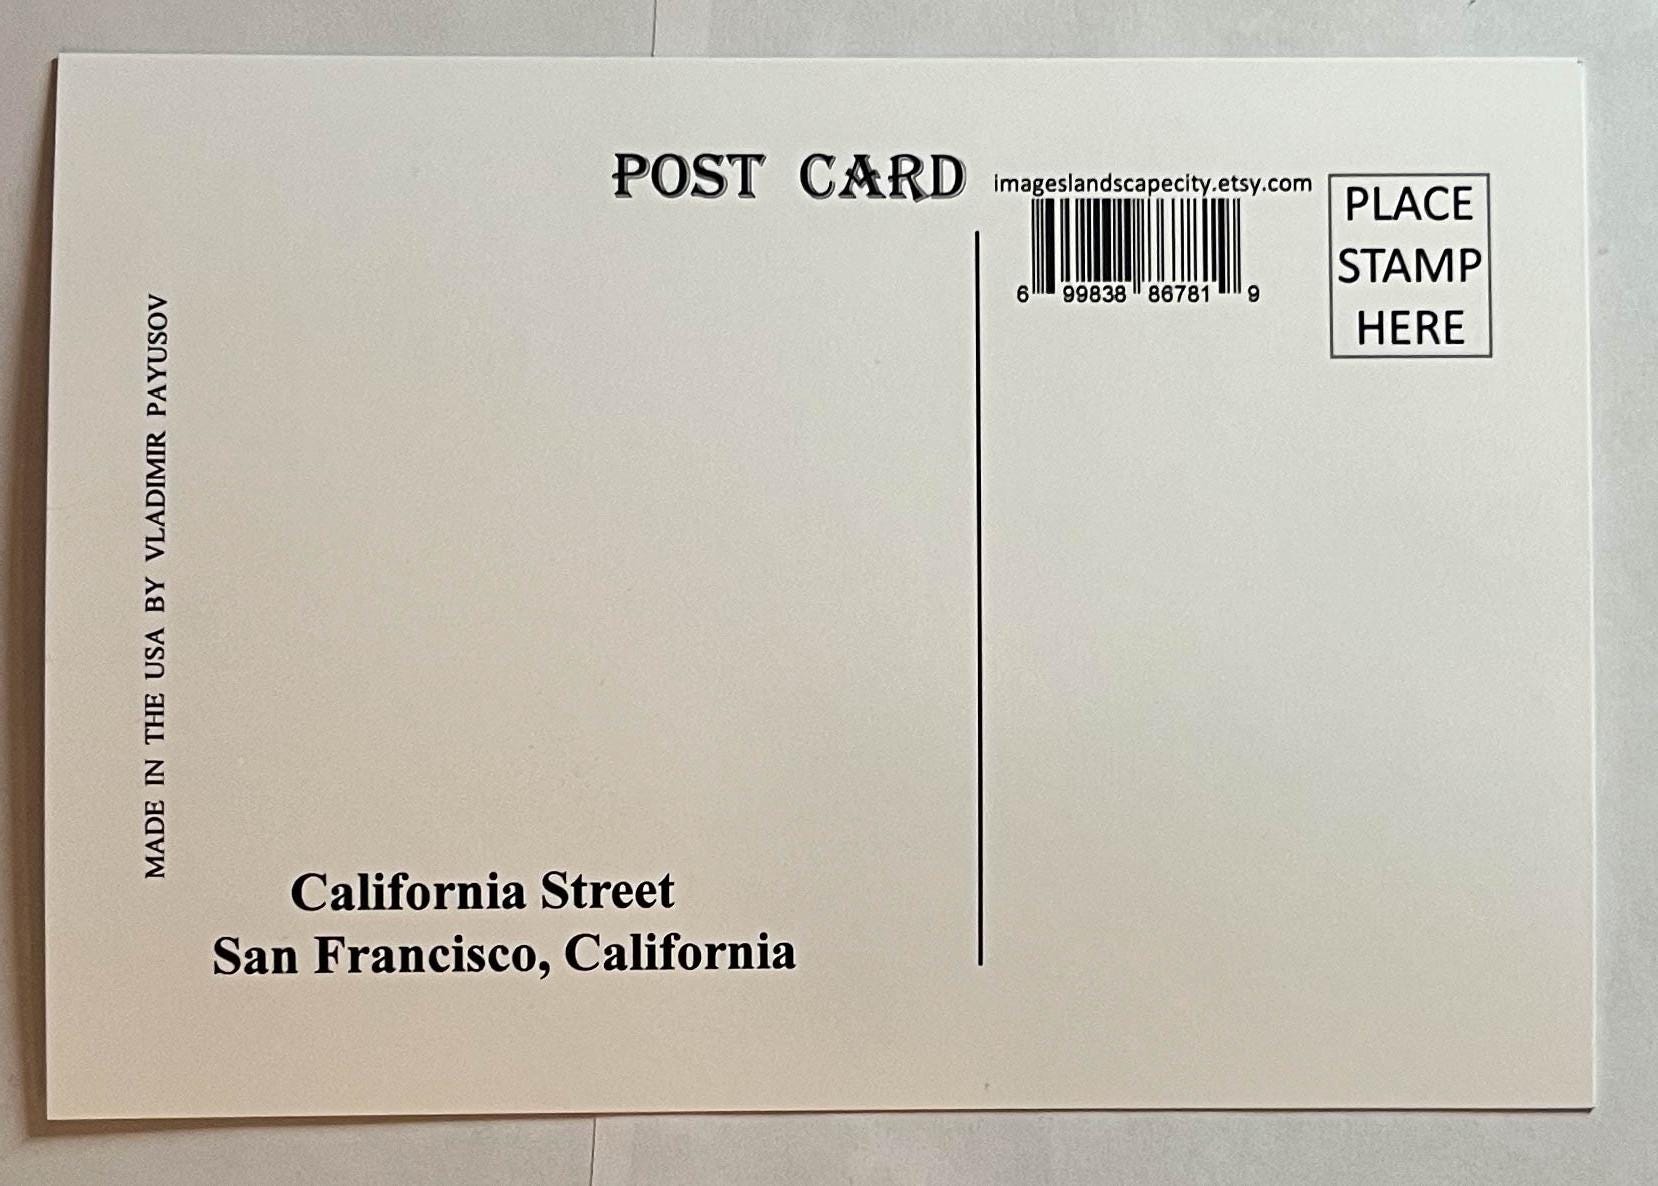 POST CARD
imageslandscapecity.etsy.com
6 99838 86781 9
PLACE
STAMP
HERE
MADE IN THE USA BY VLADIMIR PAYUSOV
California Street
San Francisco, California